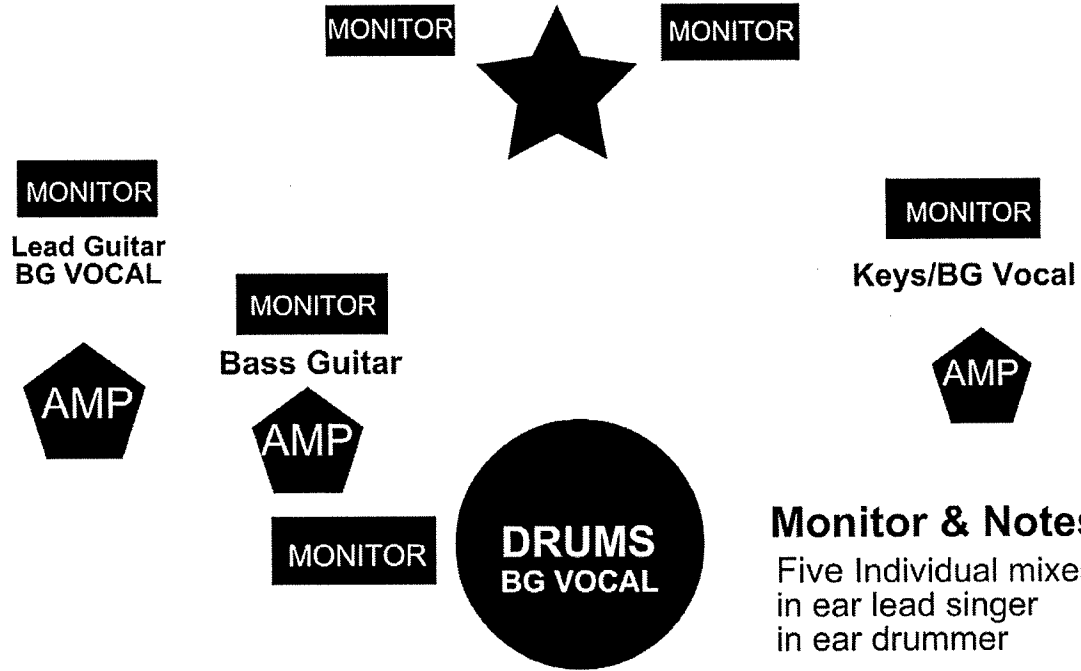 MONITOR
MONITOR
MONITOR
Lead Guitar
BG VOCAL
MONITOR
Keys/BG Vocal
MONITOR
Bass Guitar
AMP
AMP
AMP
MONITOR
DRUMS
BG VOCAL
Monitor & Notes
Five Individual mixe
in ear lead singer
in ear drummer